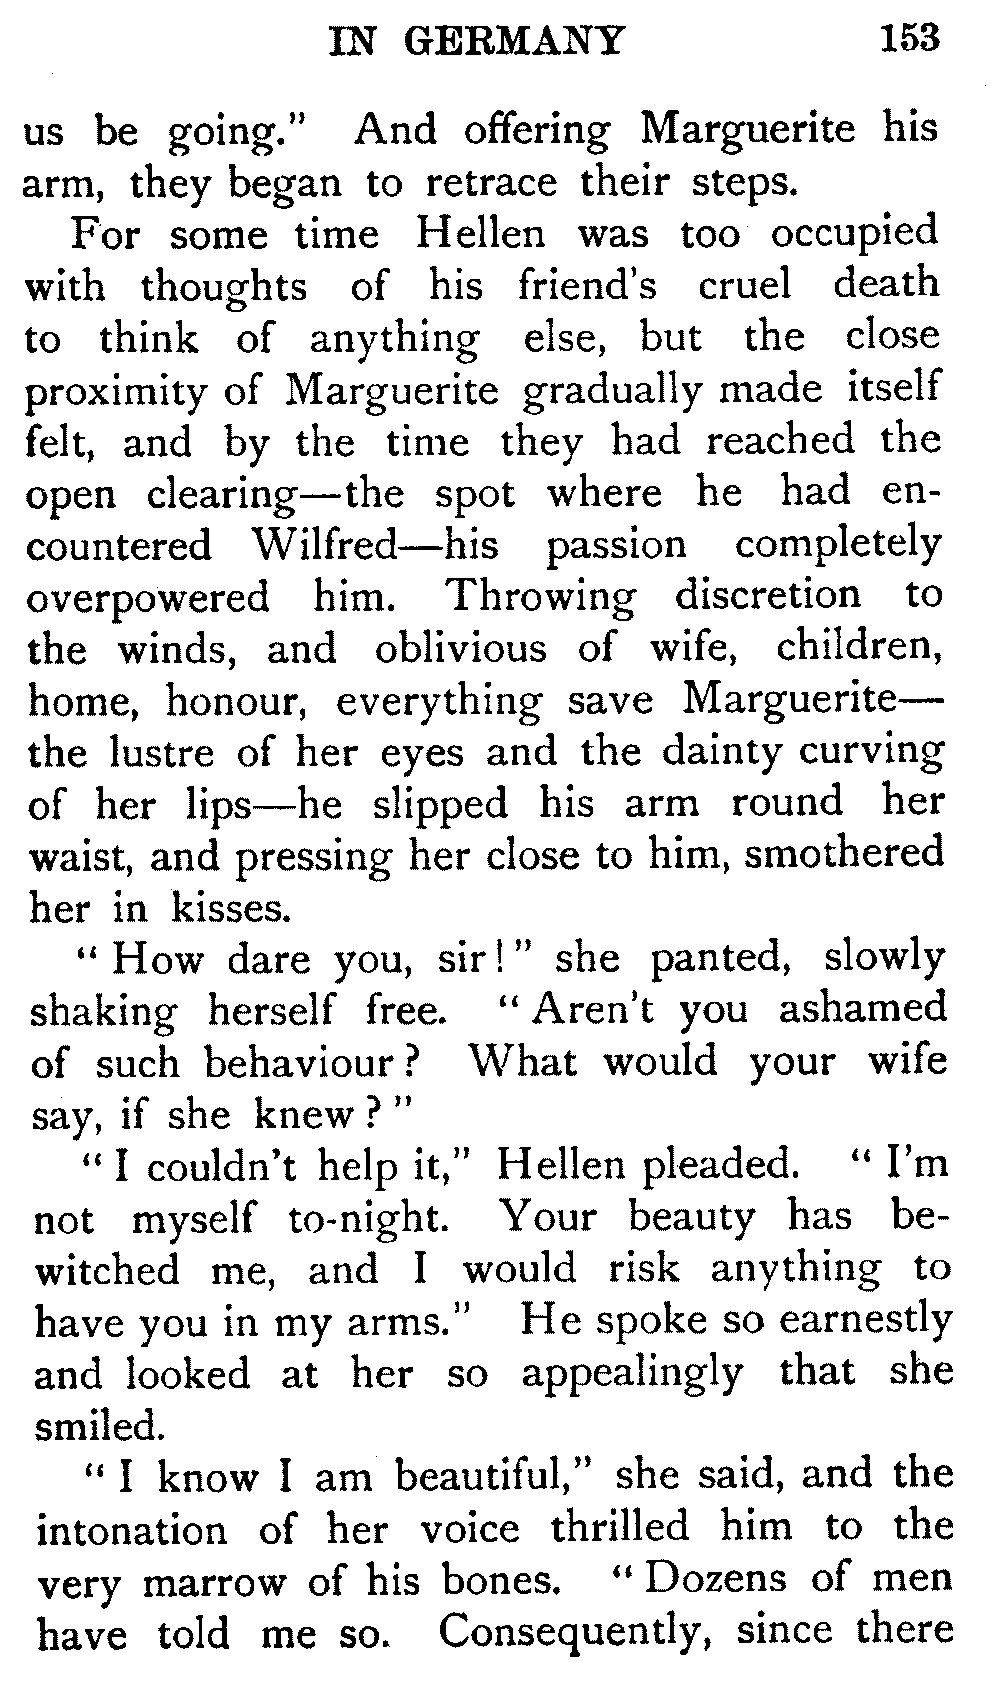 IN GERMANY 153
us be going.” And offering Marguerite his
arm, they began to retrace their steps.
For some time Hellen was too occupied
with thoughts of his friend's cruel death
to think of anything else, but the close
proximity of Marguerite gradually made itself
felt, and by the time they had reached the
open clearing—the spot where he had en-
countered Wilfred—his passion completely
overpowered him. Throwing discretion to
the winds, and oblivious of wife, children,
home, honour, everything save Marguerite—
the lustre of her eyes and the dainty curving
of her lips—he slipped his arm round her
waist, and pressing her close to him, smothered
her in kisses.
“ How dare you, sir!” she panted, slowly
shaking herself free. “ Aren't you ashamed
of such behaviour? What would your wife
say, if she knew?”
“ I couldn't help it,” Hellen pleaded. “ I'm
not myself to-night. Your beauty has be-
witched me, and I would risk anything to
have you in my arms.” He spoke so earnestly
and looked at her so appealingly that she
smiled.
“ I know I am beautiful,” she said, and the
intonation of her voice thrilled him to the
very marrow of his bones. “ Dozens of men
have told me so. Consequently, since there